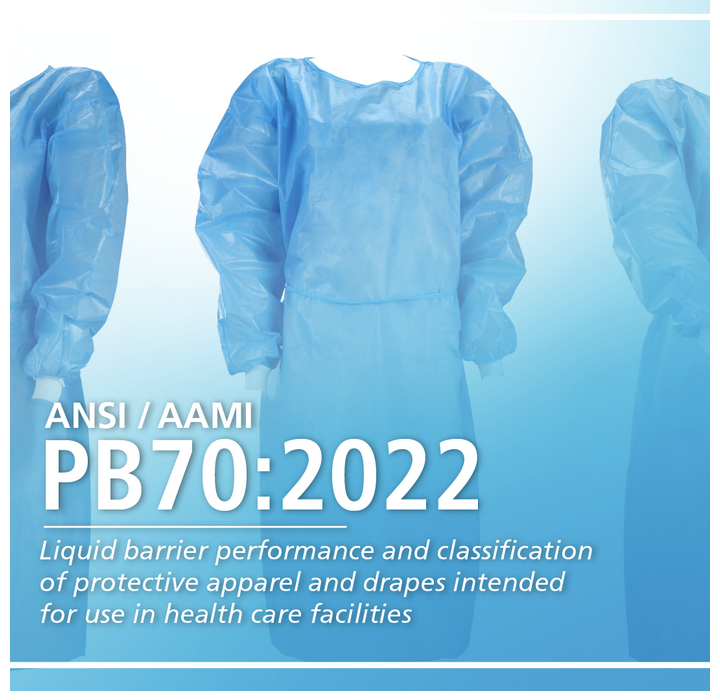 ANSI / AAMI
PB70:2022
Liquid barrier performance and classification
of protective apparel and drapes intended
for use in health care facilities